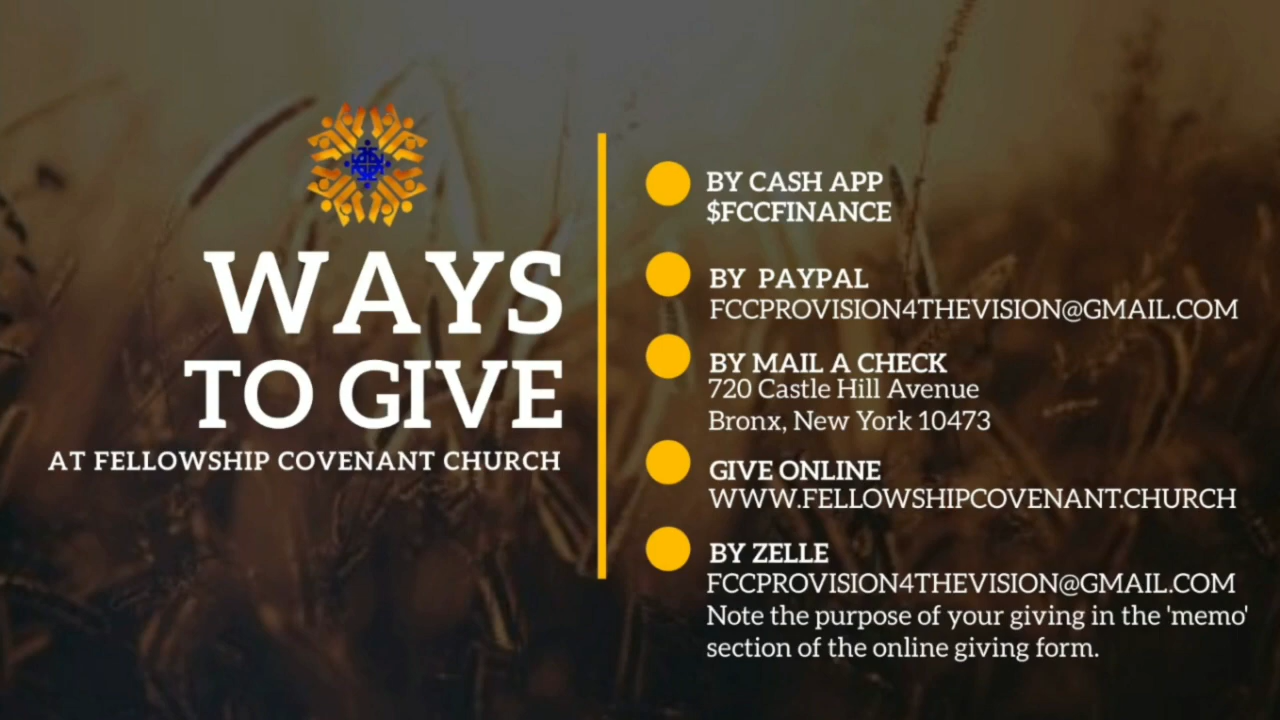 WAYS
TO GIVE
AT FELLOWSHIP COVENANT CHURCH
BY CASH APP
$FCCFINANCE
BY PAYPAL
FCCPROVISION4THEVISION@GMAIL.COM
BY MAIL A CHECK
720 Castle Hill Avenue
Bronx, New York 10473
GIVE ONLINE
WWW.FELLOWSHIPCOVENANT.CHURCH
BY ZELLE
FCCPROVISION4THEVISION@GMAIL.COM
Note the purpose of your giving in the 'memo'
section of the online giving form.